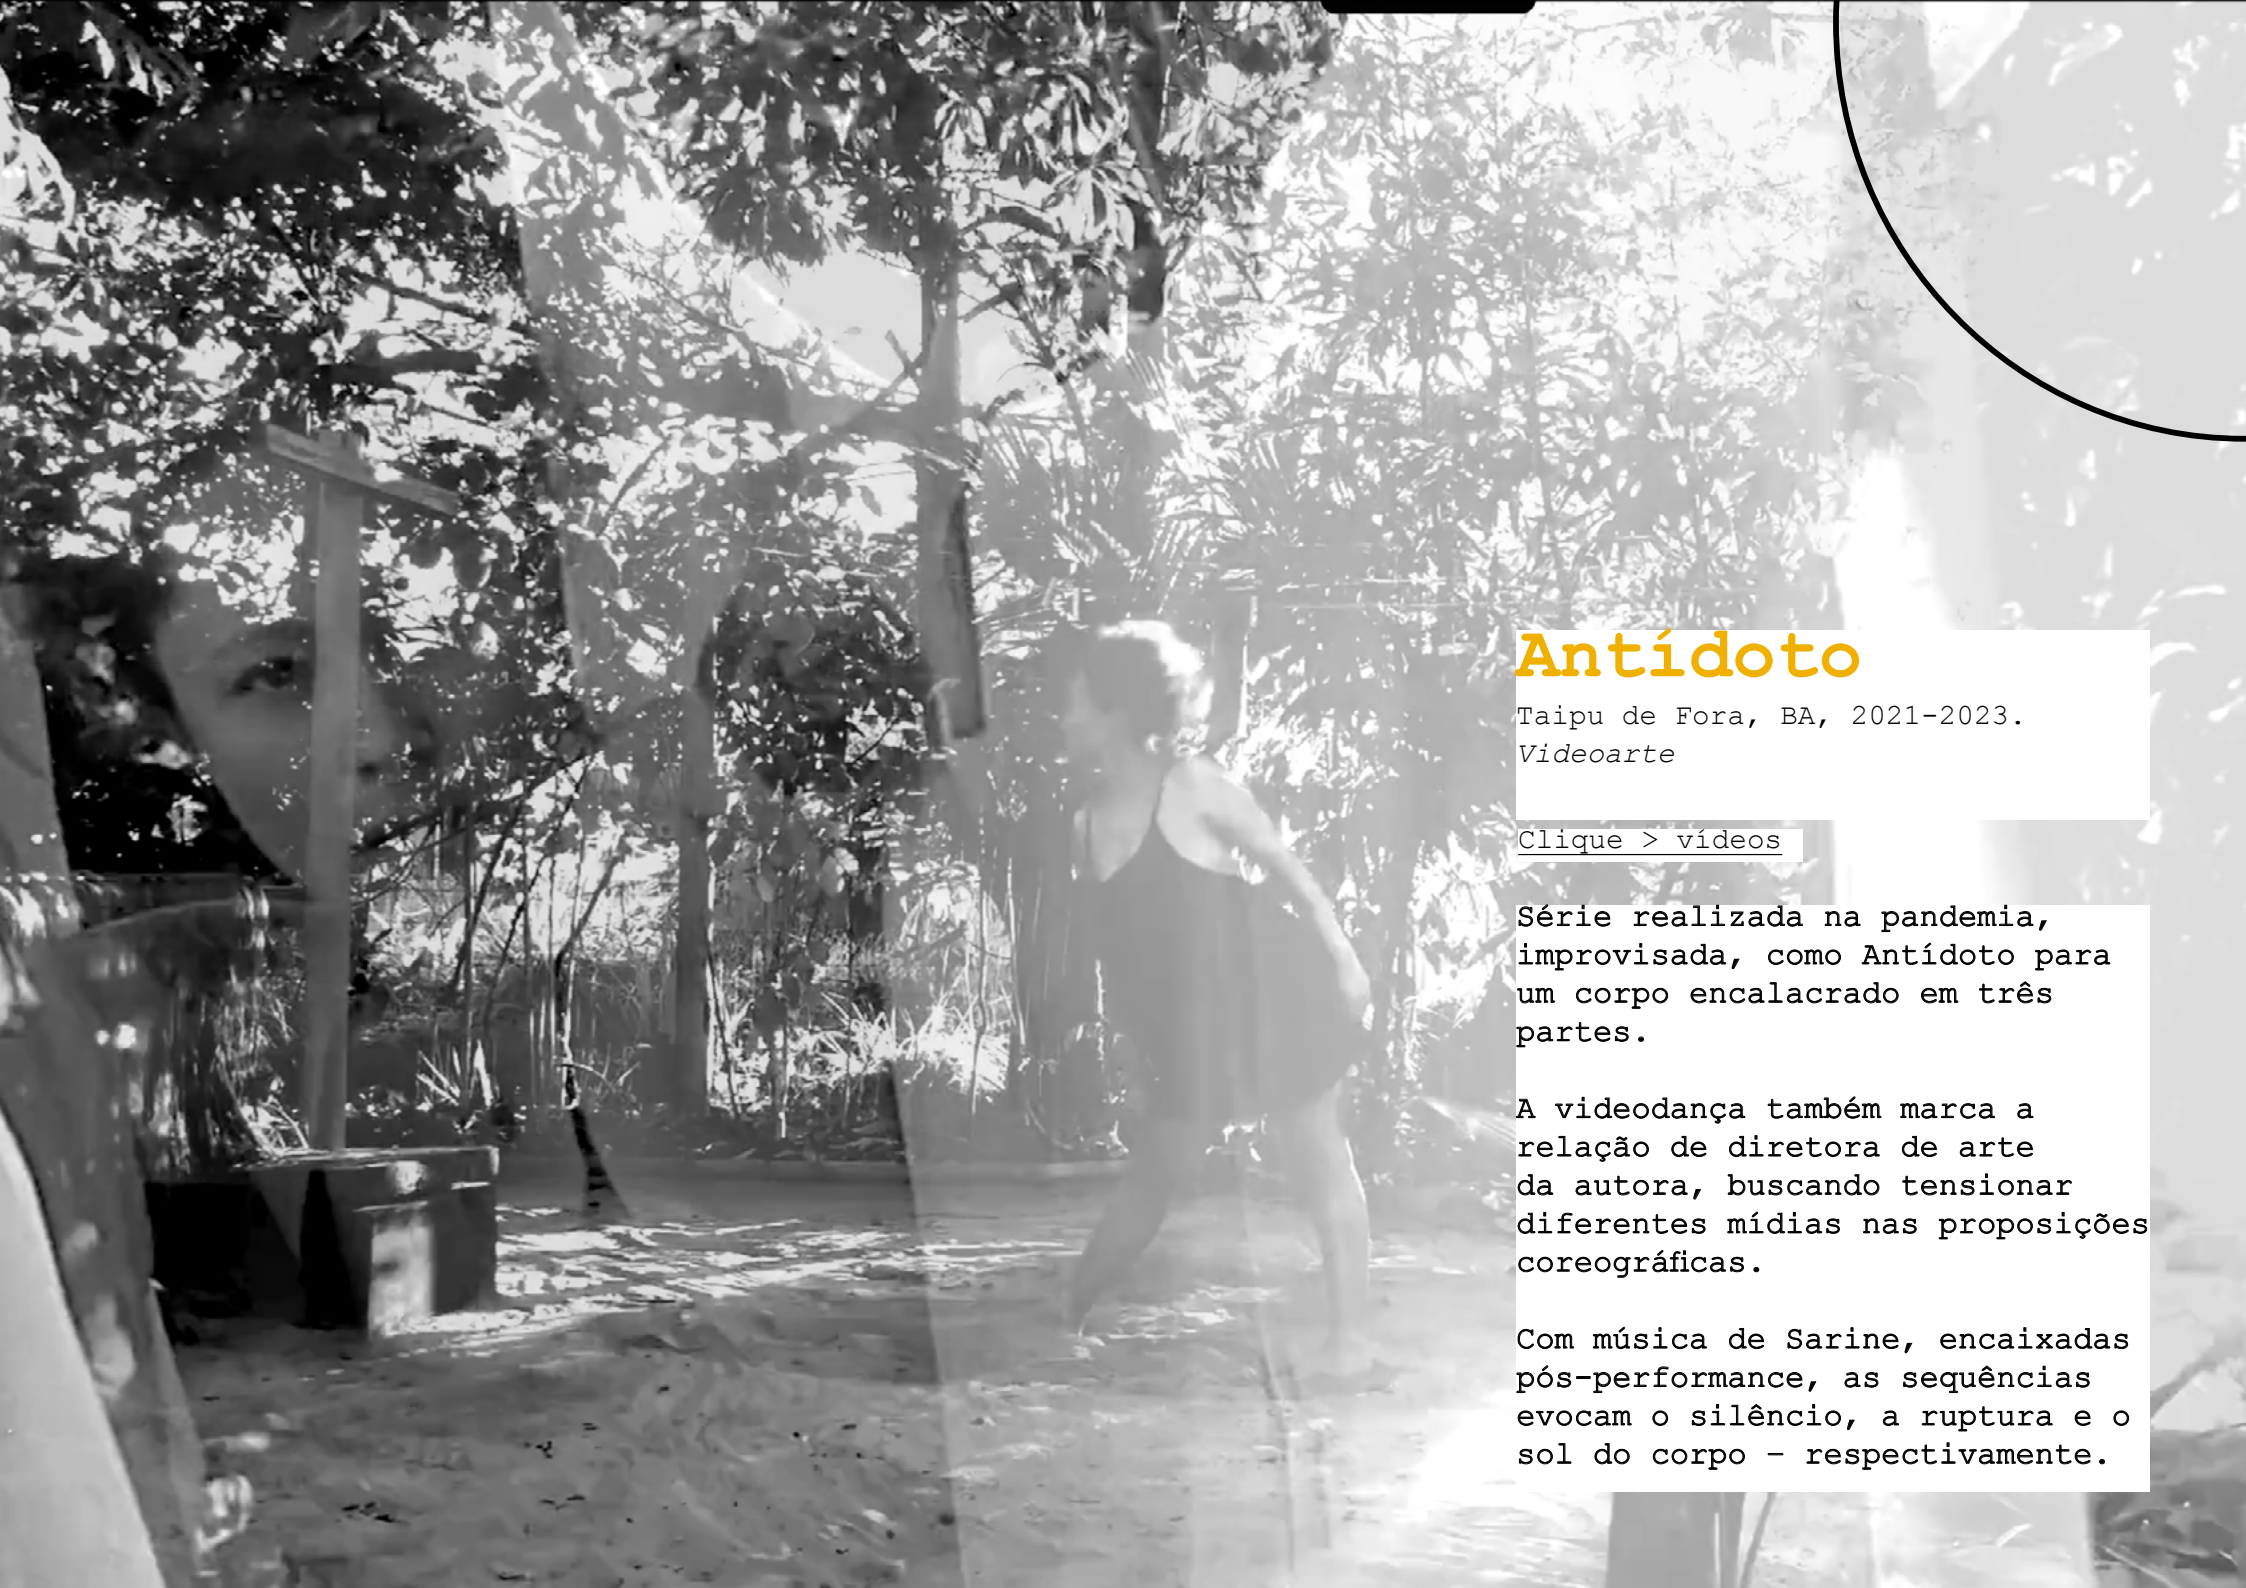 Antídoto
Taipu de Fora, BA, 2021-2023.
Videoarte
Clique > vídeos
Série realizada na pandemia,
improvisada, como Antídoto para
um corpo encalacrado em três
partes.
A videodança também marca a
relação de diretora de arte
da autora, buscando tensionar
diferentes mídias nas proposições
coreográficas.
Com música de Sarine, encaixadas
pós-performance, as sequências
evocam o silêncio, a ruptura e o
sol do corpo – respectivamente.